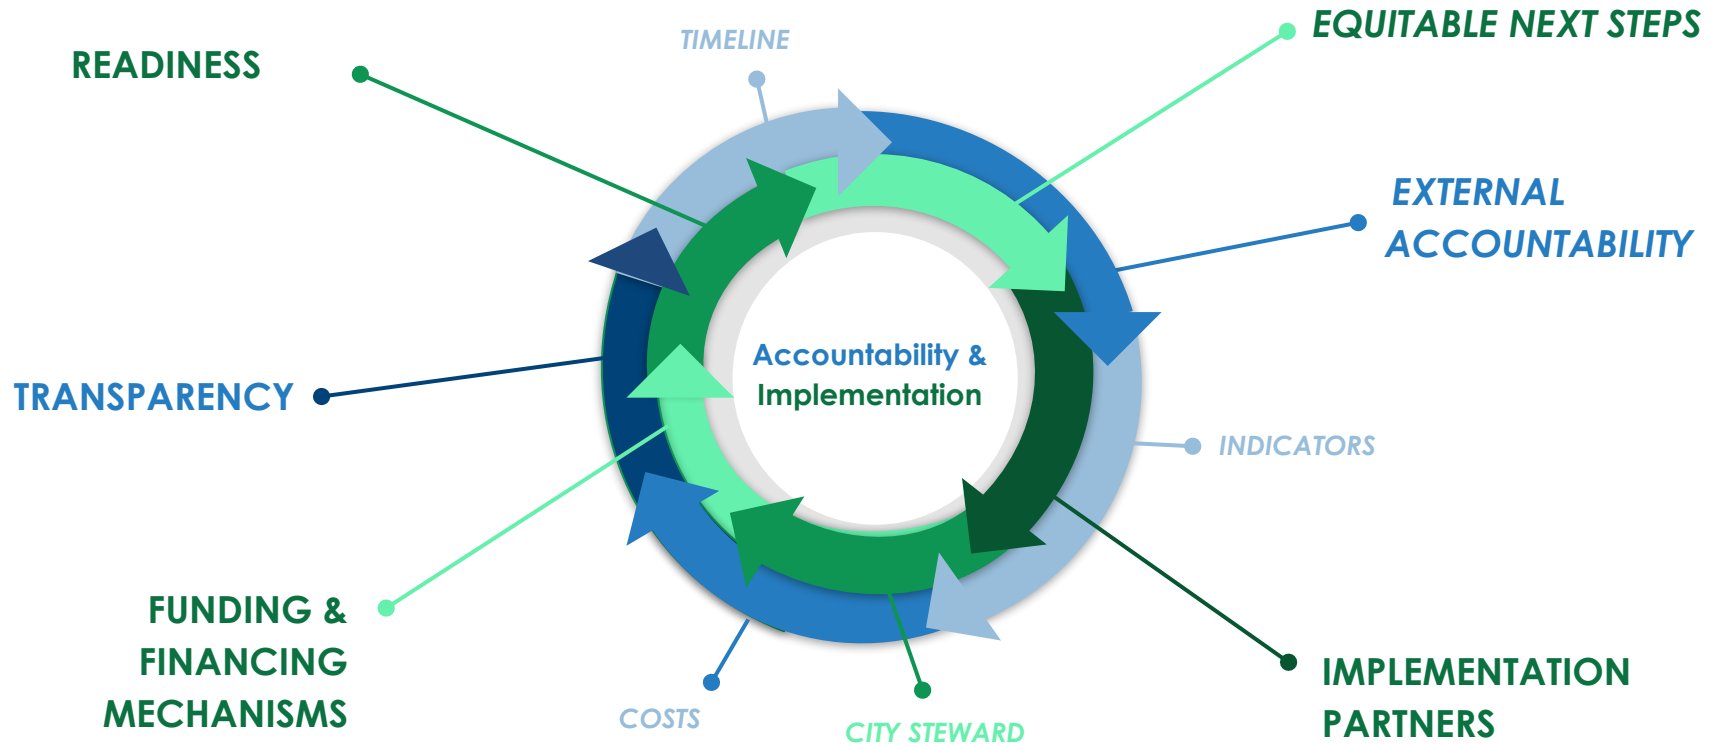 TIMELINE
EQUITABLE NEXT STEPS
READINESS
EXTERNAL
ACCOUNTABILITY
Accountability &
Implementation
TRANSPARENCY
INDICATORS
FUNDING &
FINANCING
MECHANISMS
COSTS
CITY STEWARD
IMPLEMENTATION
PARTNERS